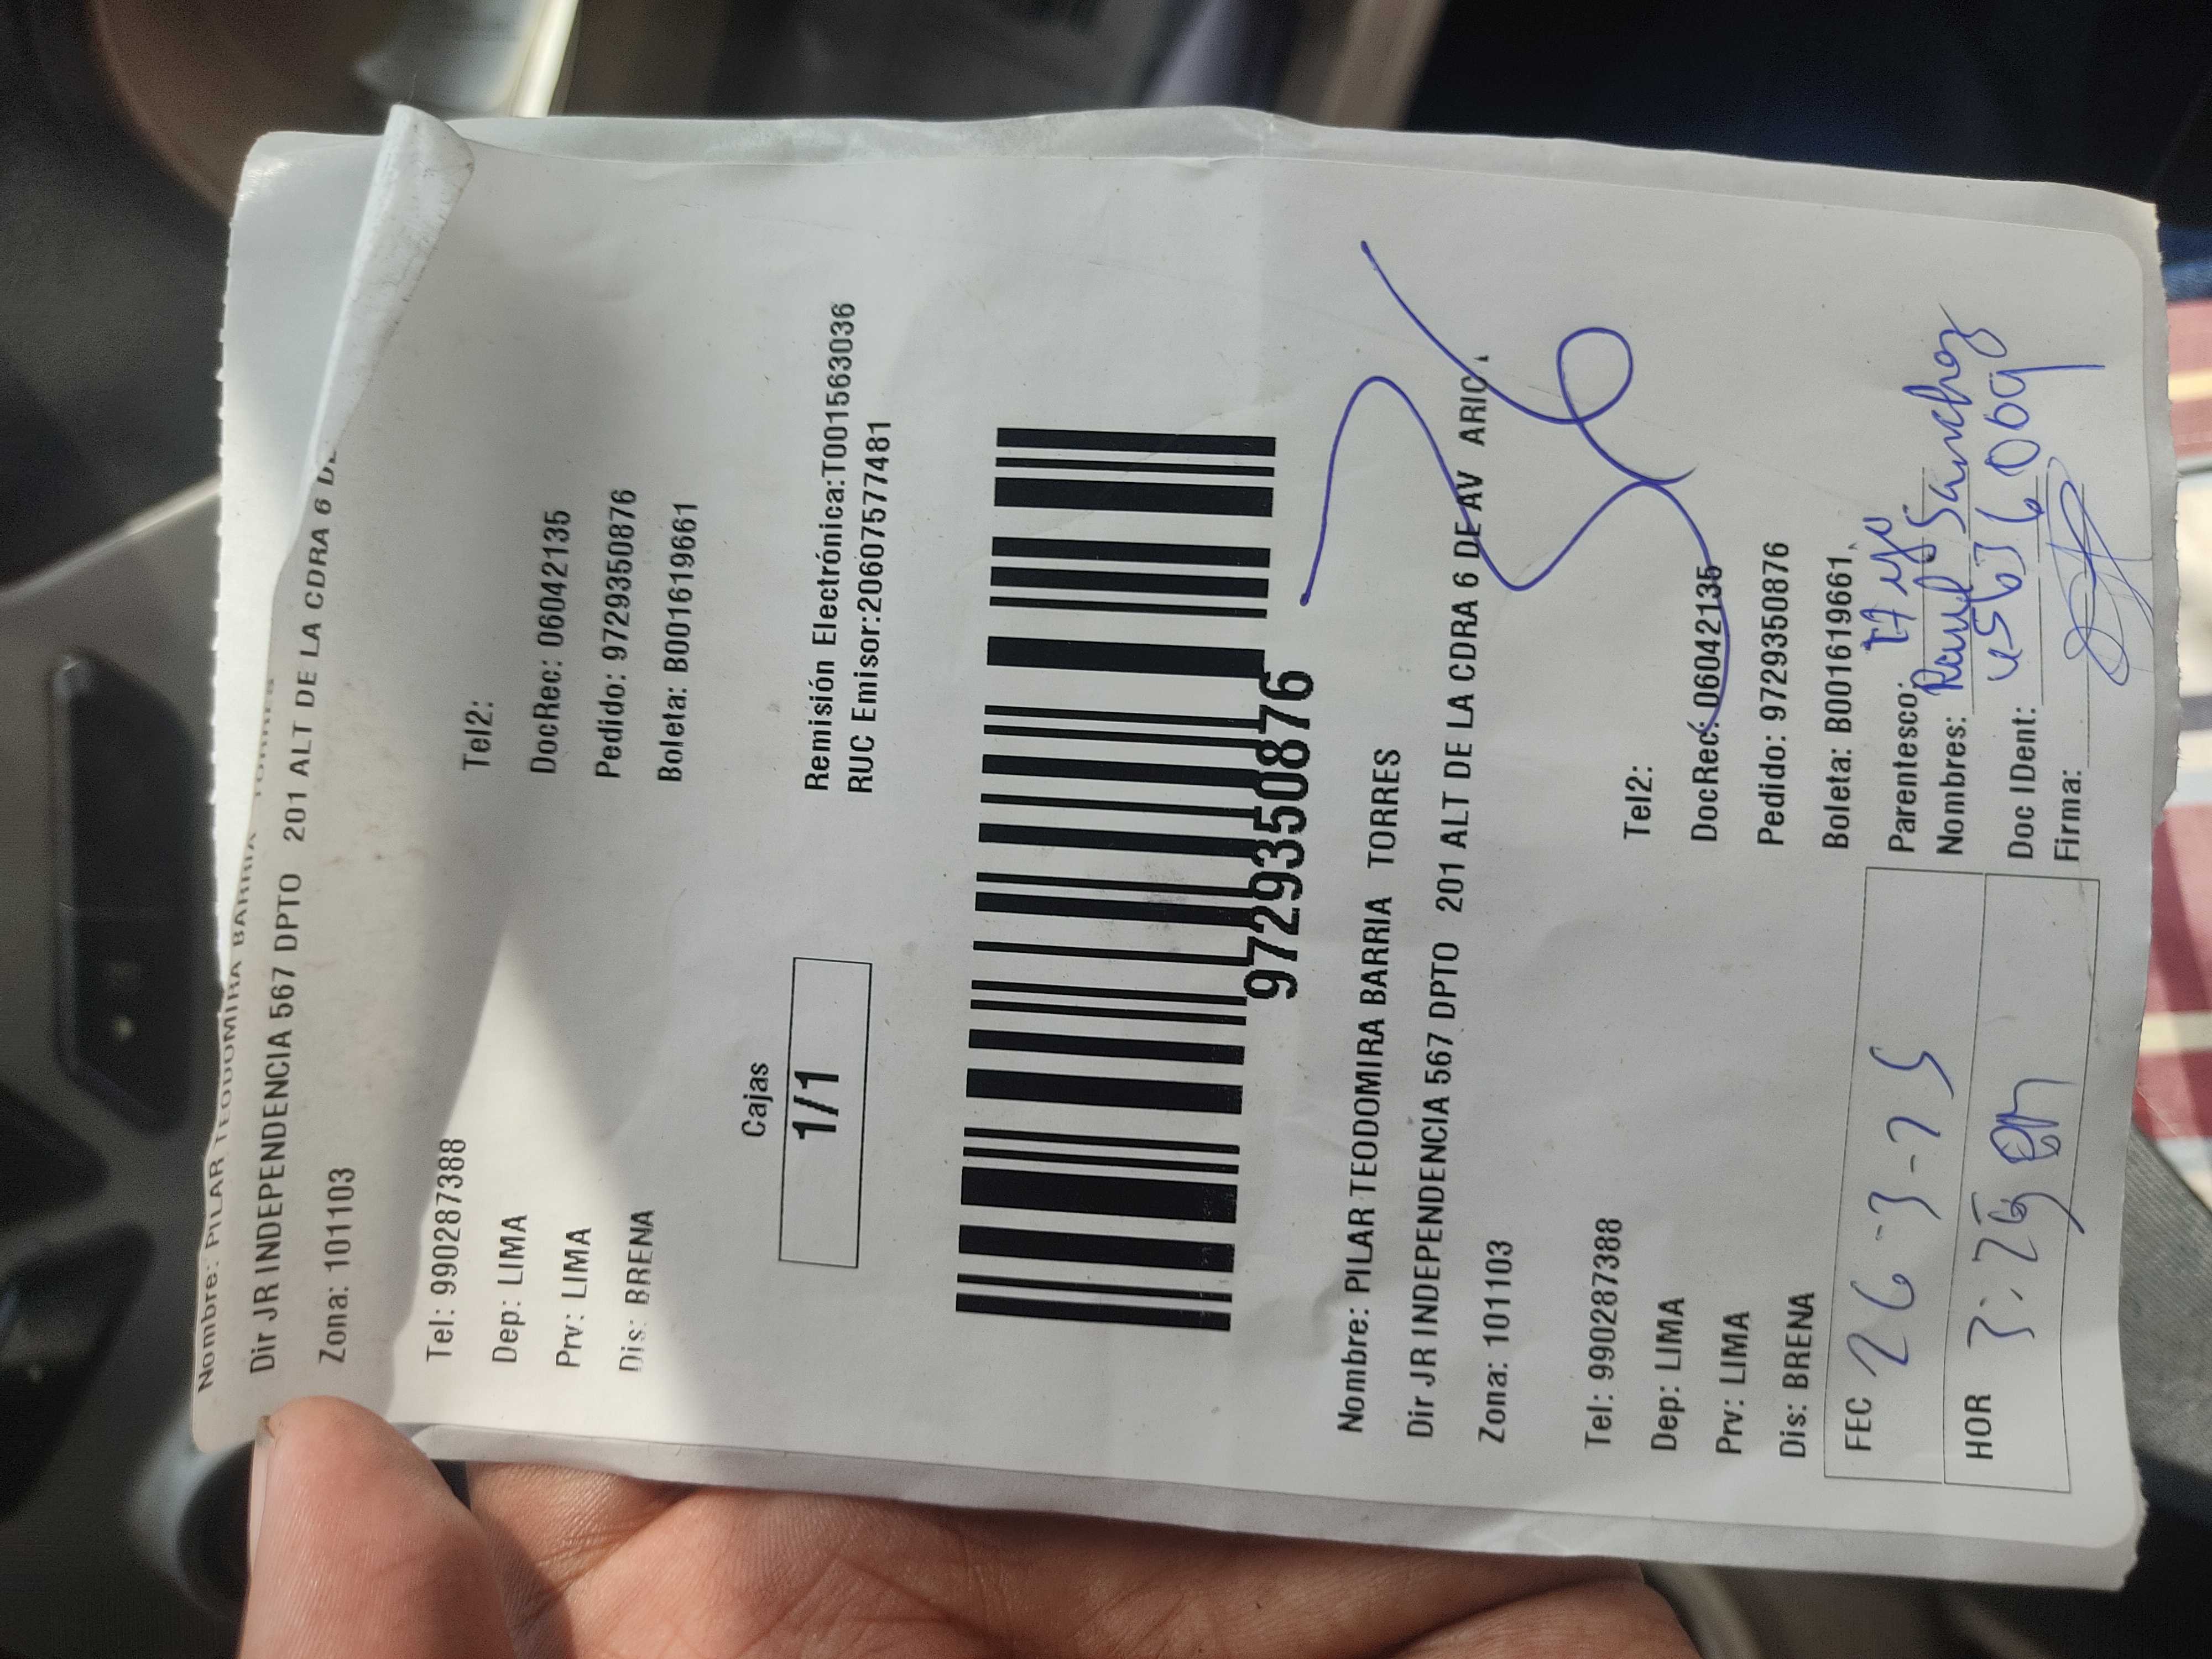 Nombre: PILAR TEODOMIRA BARRIA TORRES
Dir JR INDEPENDENCIA 567 DPTO 201 ALT DE LA CDRA 6 DE
Zona: 101103
Tel: 990287388 Tel2:
Dep: LIMA DocRec: 06042135
Prv: LIMA Pedido: 9729350876
Dis: BRENA Boleta: B001619661
Cajas
1/1
Remisión Electrónica:T001563036
RUC Emisor:20607577481
9729350876
Nombre: PILAR TEODOMIRA BARRIA TORRES
Dir JR INDEPENDENCIA 567 DPTO 201 ALT DE LA CDRA 6 DE AV ARIC
Zona: 101103
Tel: 990287388 Tel2:
Dep: LIMA DocRec: 06042135
Prv: LIMA Pedido: 9729350876
Dis: BRENA Boleta: B001619661
FEC 26-3-25
HOR 3:25
Parentesco:
Nombres: Raul Sanchez
Doc IDent:
Firma: